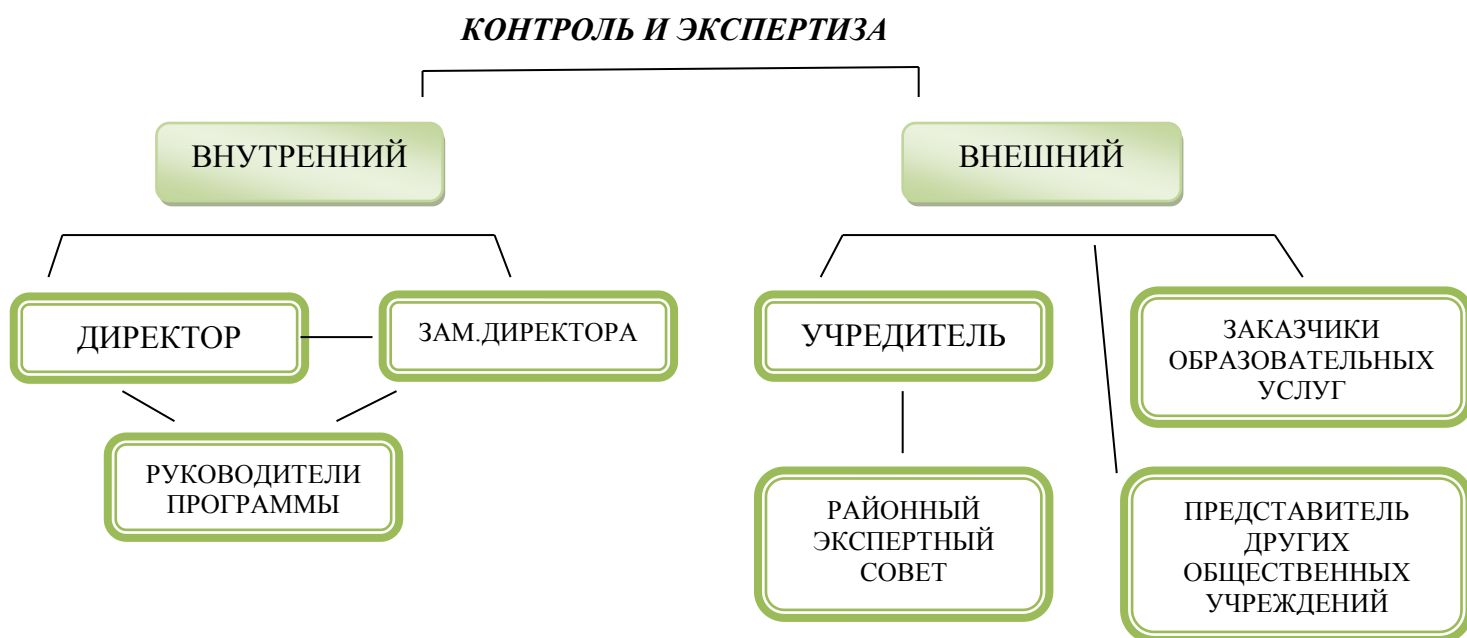 КОНТРОЛЬ И ЭКСПЕРТИЗА
ВНУТРЕННИЙ
ВНЕШНИЙ
ДИРЕКТОР
ЗАМ.ДИРЕКТОРА
РУКОВОДИТЕЛИ
ПРОГРАММЫ
УЧРЕДИТЕЛЬ
ЗАКАЗЧИКИ
ОБРАЗОВАТЕЛЬНЫХ
УСЛУГ
РАЙОННЫЙ
ЭКСПЕРТНЫЙ
СОВЕТ
ПРЕДСТАВИТЕЛЬ
ДРУГИХ
ОБЩЕСТВЕННЫХ
УЧРЕЖДЕНИЙ